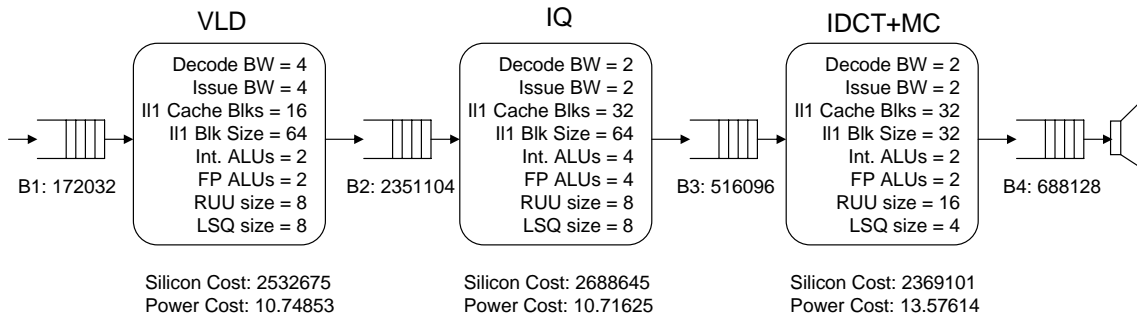 VLD
Decode BW = 4
Issue BW = 4
Il1 Cache Blks = 16
Il1 Blk Size = 64
Int. ALUs = 2
FP ALUs = 2
RUU size = 8
LSQ size = 8
Silicon Cost: 2532675
Power Cost: 10.74853
IQ
Decode BW = 2
Issue BW = 2
Il1 Cache Blks = 32
Il1 Blk Size = 64
Int. ALUs = 4
FP ALUs = 4
RUU size = 8
LSQ size = 8
Silicon Cost: 2688645
Power Cost: 10.71625
IDCT+MC
Decode BW = 2
Issue BW = 2
Il1 Cache Blks = 32
Il1 Blk Size = 32
Int. ALUs = 2
FP ALUs = 2
RUU size = 16
LSQ size = 4
Silicon Cost: 2369101
Power Cost: 13.57614
B1: 172032
B2: 2351104
B3: 516096
B4: 688128